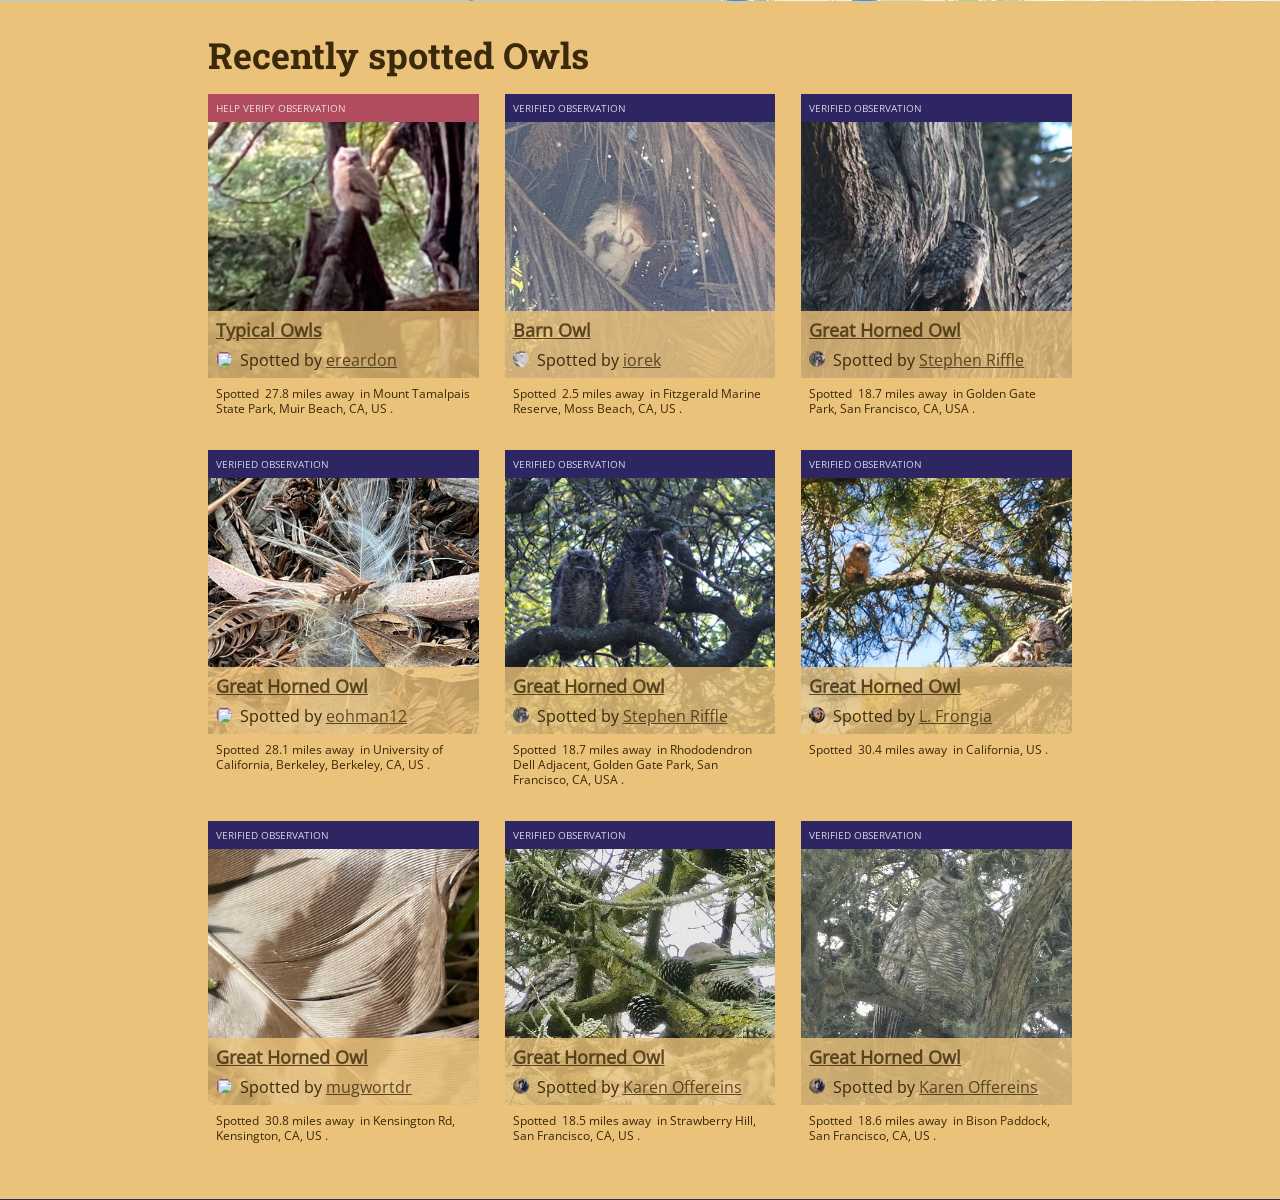 Recently spotted Owls
HELP VERIFY OBSERVATION
Typical Owls
Spotted by ereardon
Spotted 27.8 miles away in Mount Tamalpais
State Park, Muir Beach, CA, US .
VERIFIED OBSERVATION
Barn Owl
Spotted by iorek
Spotted 2.5 miles away in Fitzgerald Marine
Reserve, Moss Beach, CA, US .
VERIFIED OBSERVATION
Great Horned Owl
Spotted by Stephen Riffle
Spotted 18.7 miles away in Golden Gate
Park, San Francisco, CA, USA .
VERIFIED OBSERVATION
Great Horned Owl
Spotted by eohman12
Spotted 28.1 miles away in University of
California, Berkeley, Berkeley, CA, US .
VERIFIED OBSERVATION
Great Horned Owl
Spotted by Stephen Riffle
Spotted 18.7 miles away in Rhododendron
Dell Adjacent, Golden Gate Park, San
Francisco, CA, USA .
VERIFIED OBSERVATION
Great Horned Owl
Spotted by L. Frongia
Spotted 30.4 miles away in California, US .
VERIFIED OBSERVATION
Great Horned Owl
Spotted by mugwortdr
Spotted 30.8 miles away in Kensington Rd,
Kensington, CA, US .
VERIFIED OBSERVATION
Great Horned Owl
Spotted by Karen Offereins
Spotted 18.5 miles away in Strawberry Hill,
San Francisco, CA, US .
VERIFIED OBSERVATION
Great Horned Owl
Spotted by Karen Offereins
Spotted 18.6 miles away in Bison Paddock,
San Francisco, CA, US .